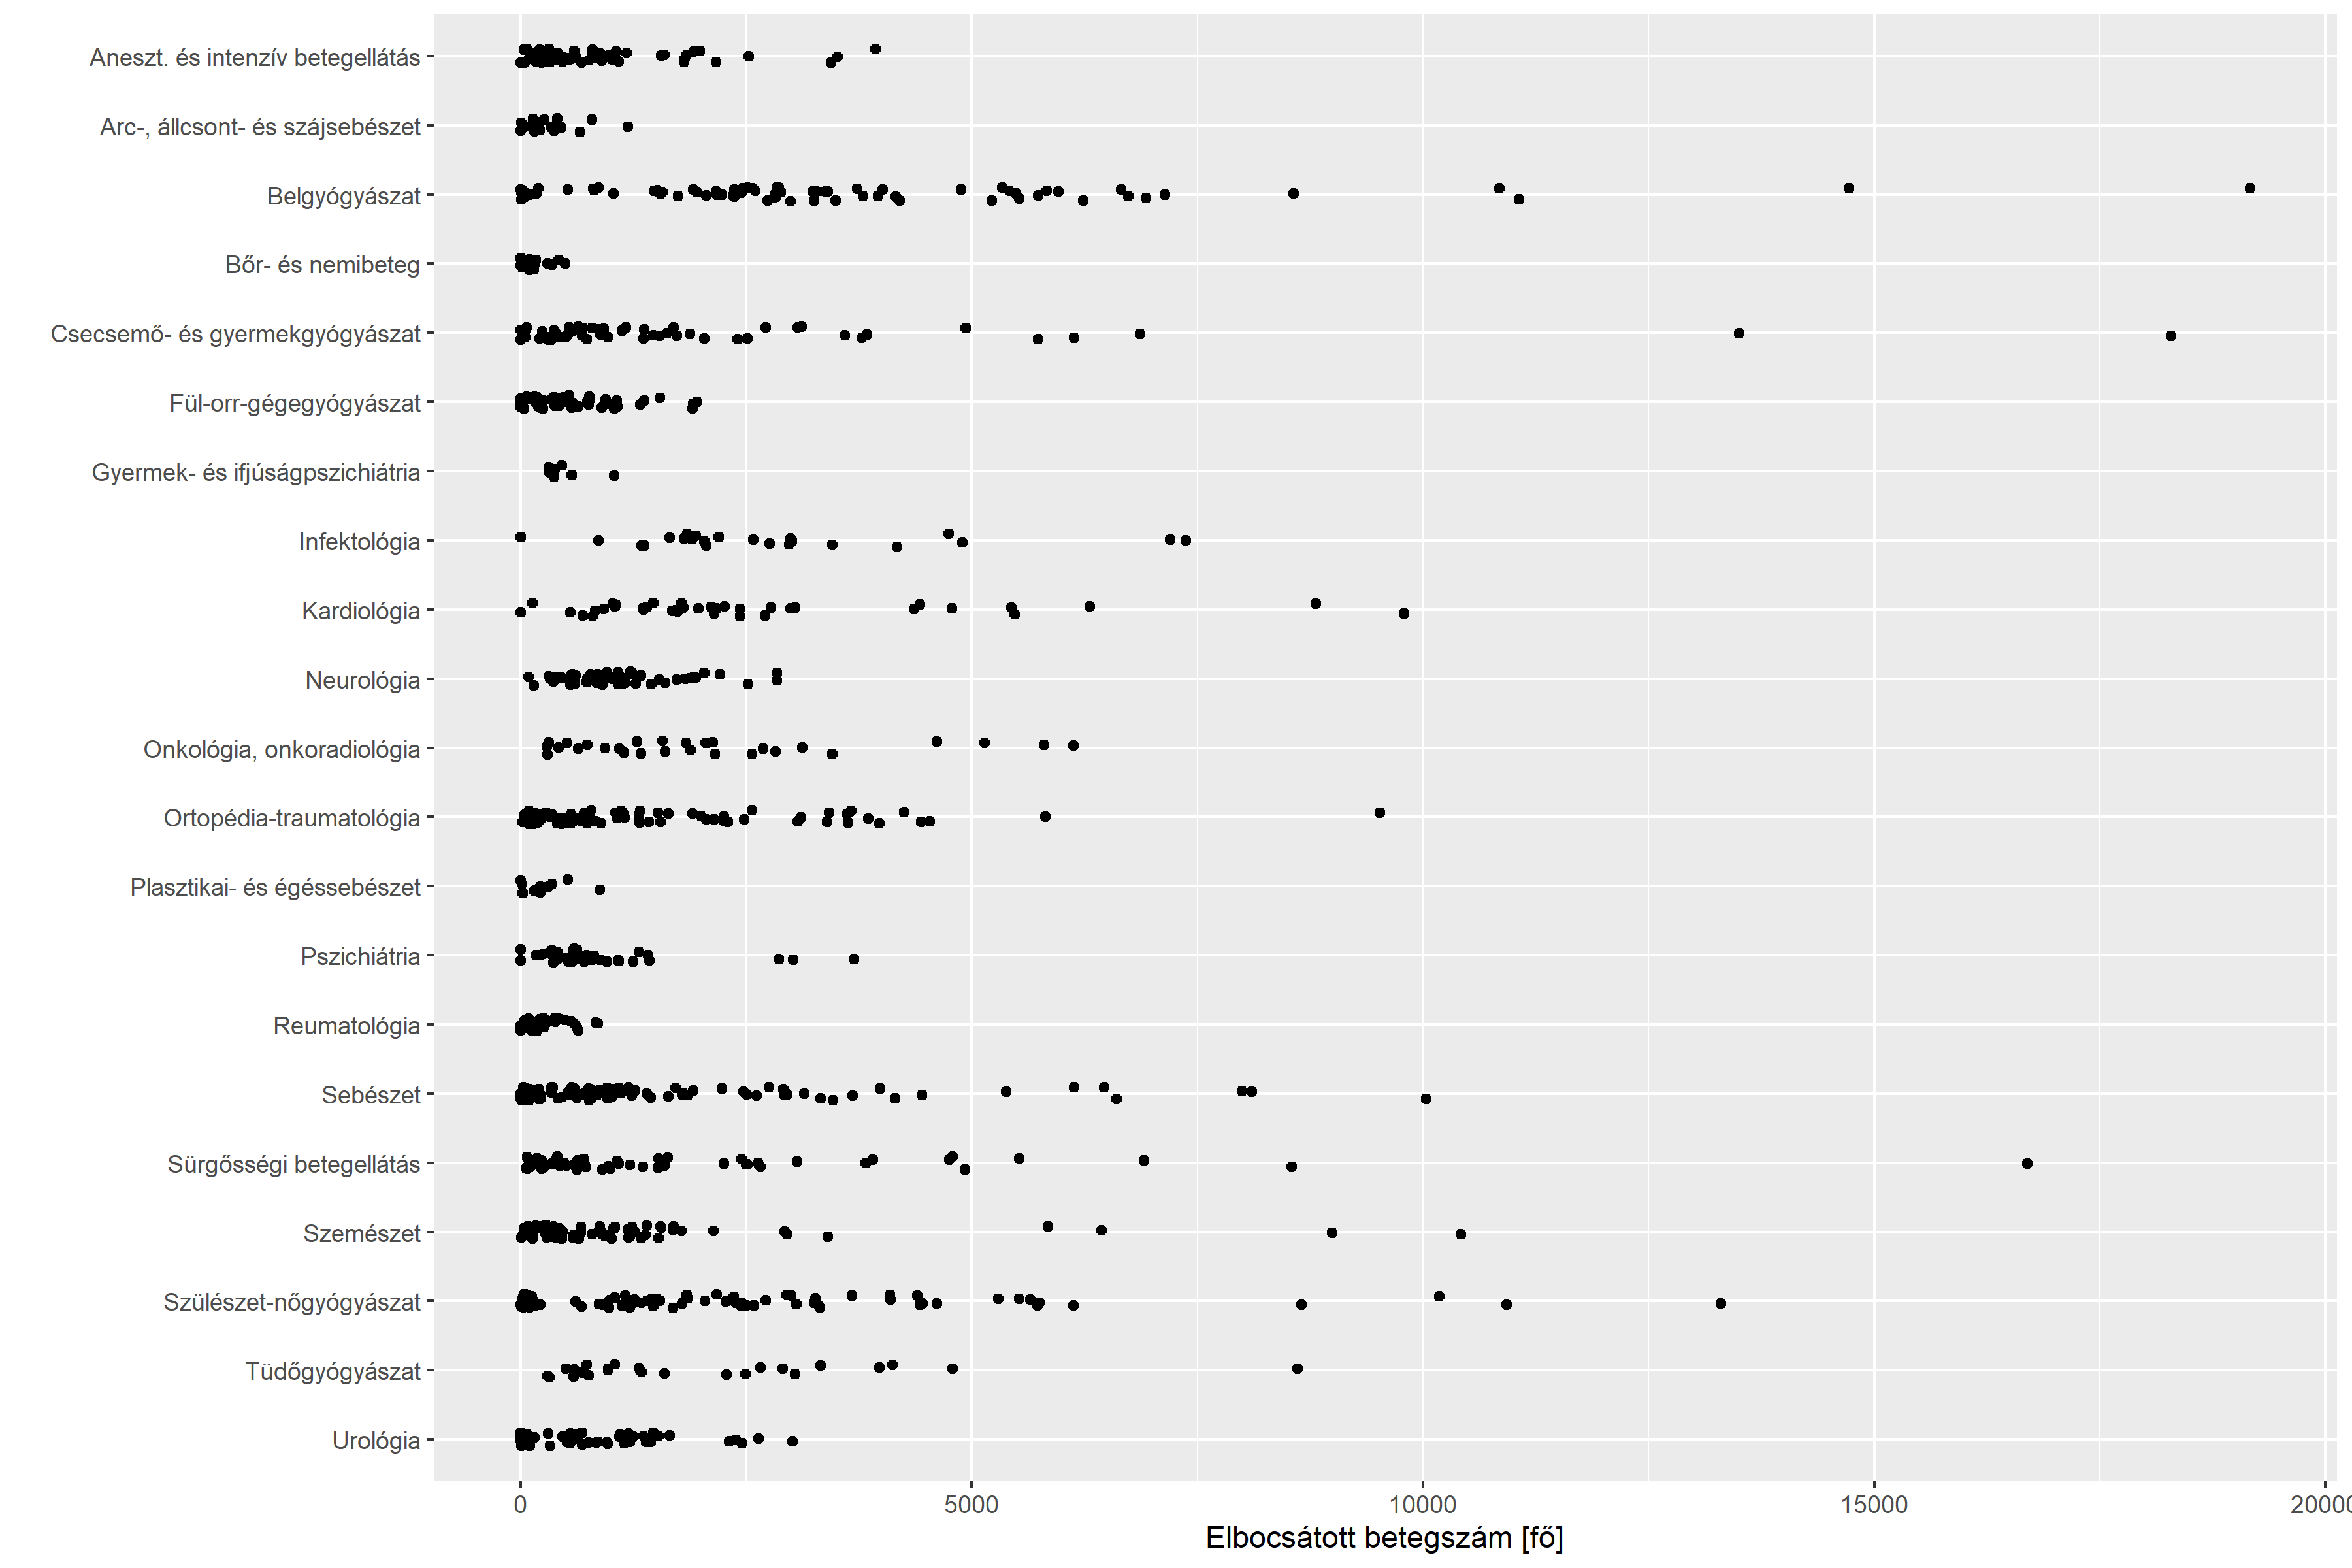 Aneszt. és intenzív betegellátás
Arc-, állcsont- és szájsebészet
Belgyógyászat
Bőr- és nemibeteg
Csecsemő- és gyermekgyógyászat
Fül-orr-gégegyógyászat
Gyermek- és ifjúságpszichiátria
Infektológia
Kardiológia
Neurológia
Onkológia, onkoradiológia
Ortopédia-traumatológia
Plasztikai- és égéssebészet
Pszichiátria
Reumatológia
Sebészet
Sürgősségi betegellátás
Szemészet
Szülészet-nőgyógyászat
Tüdőgyógyászat
Urológia
0 5000 10000 15000 20000
Elbocsátott betegszám [fő]